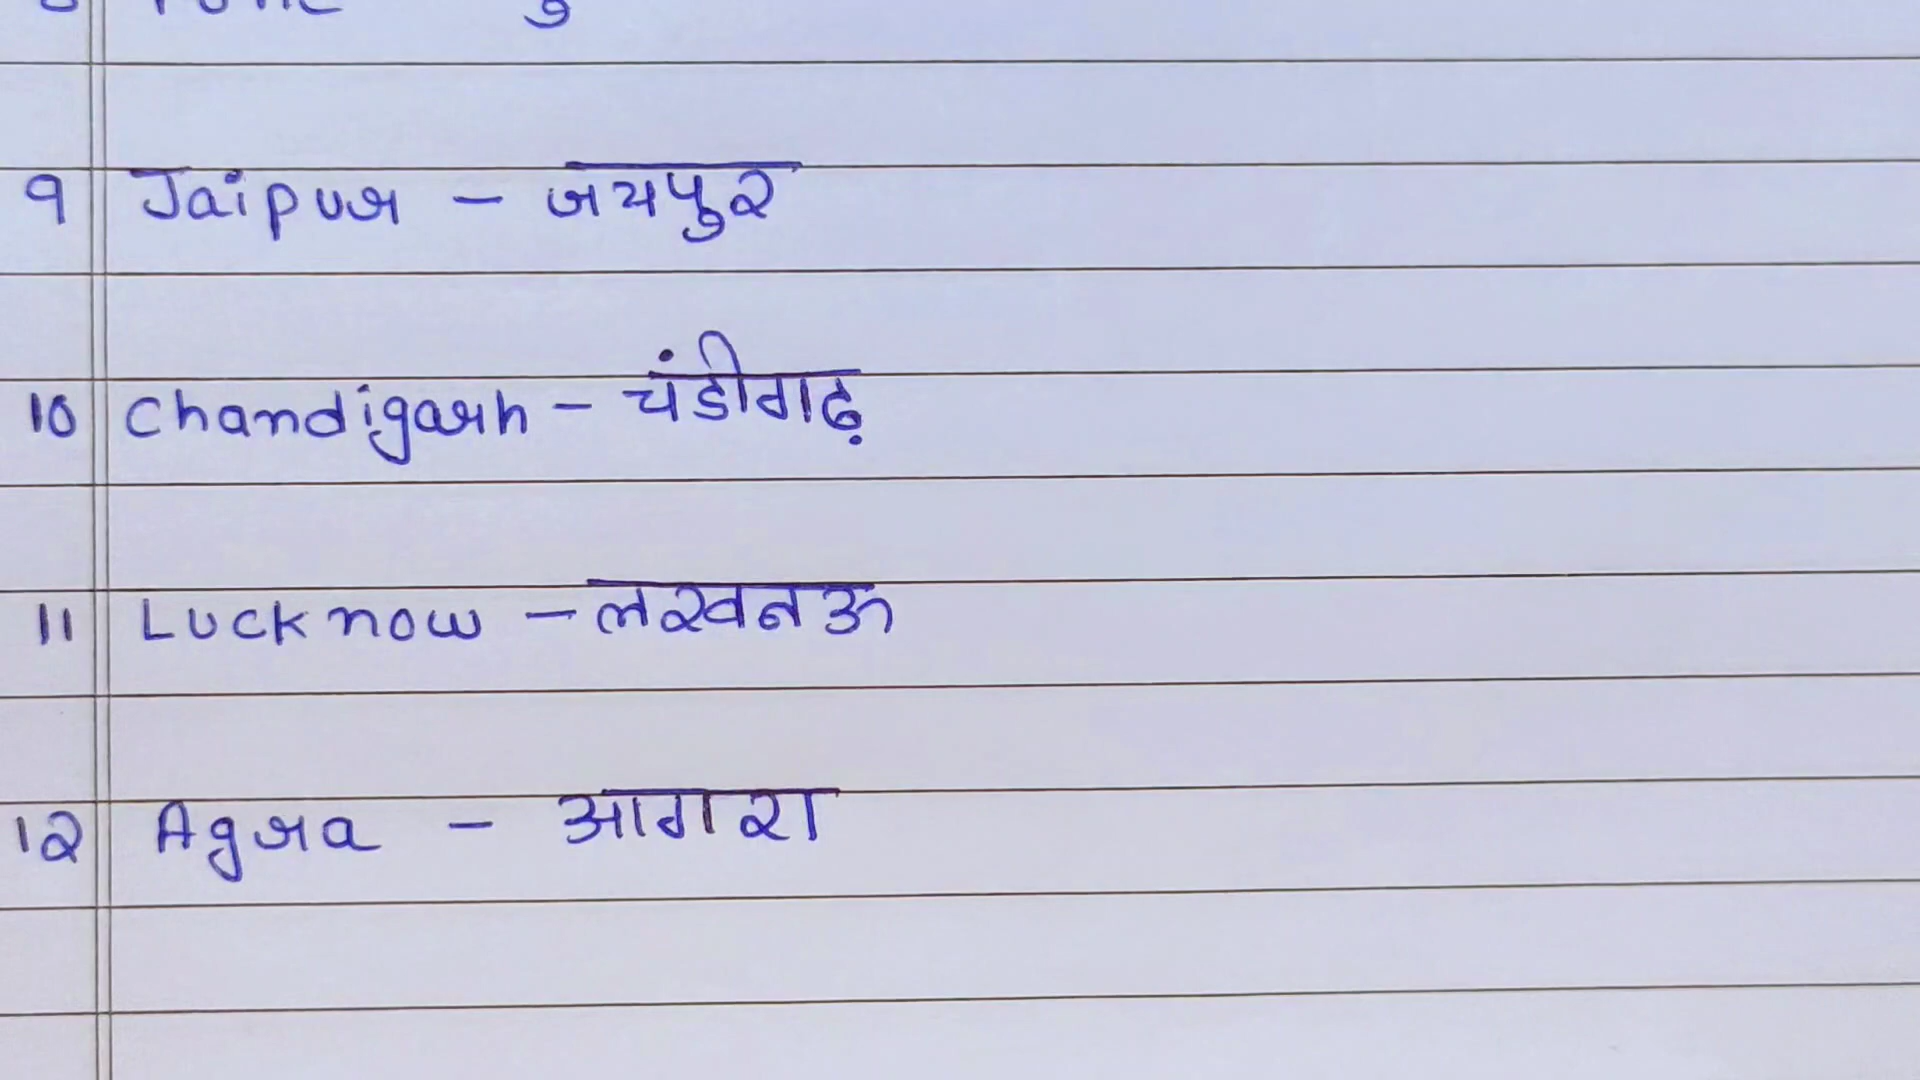 9 Jaipur - जयपुर
10 Chandigarh - चंडीगढ़
11 Lucknow - लखनऊ
12 Agra - आगरा